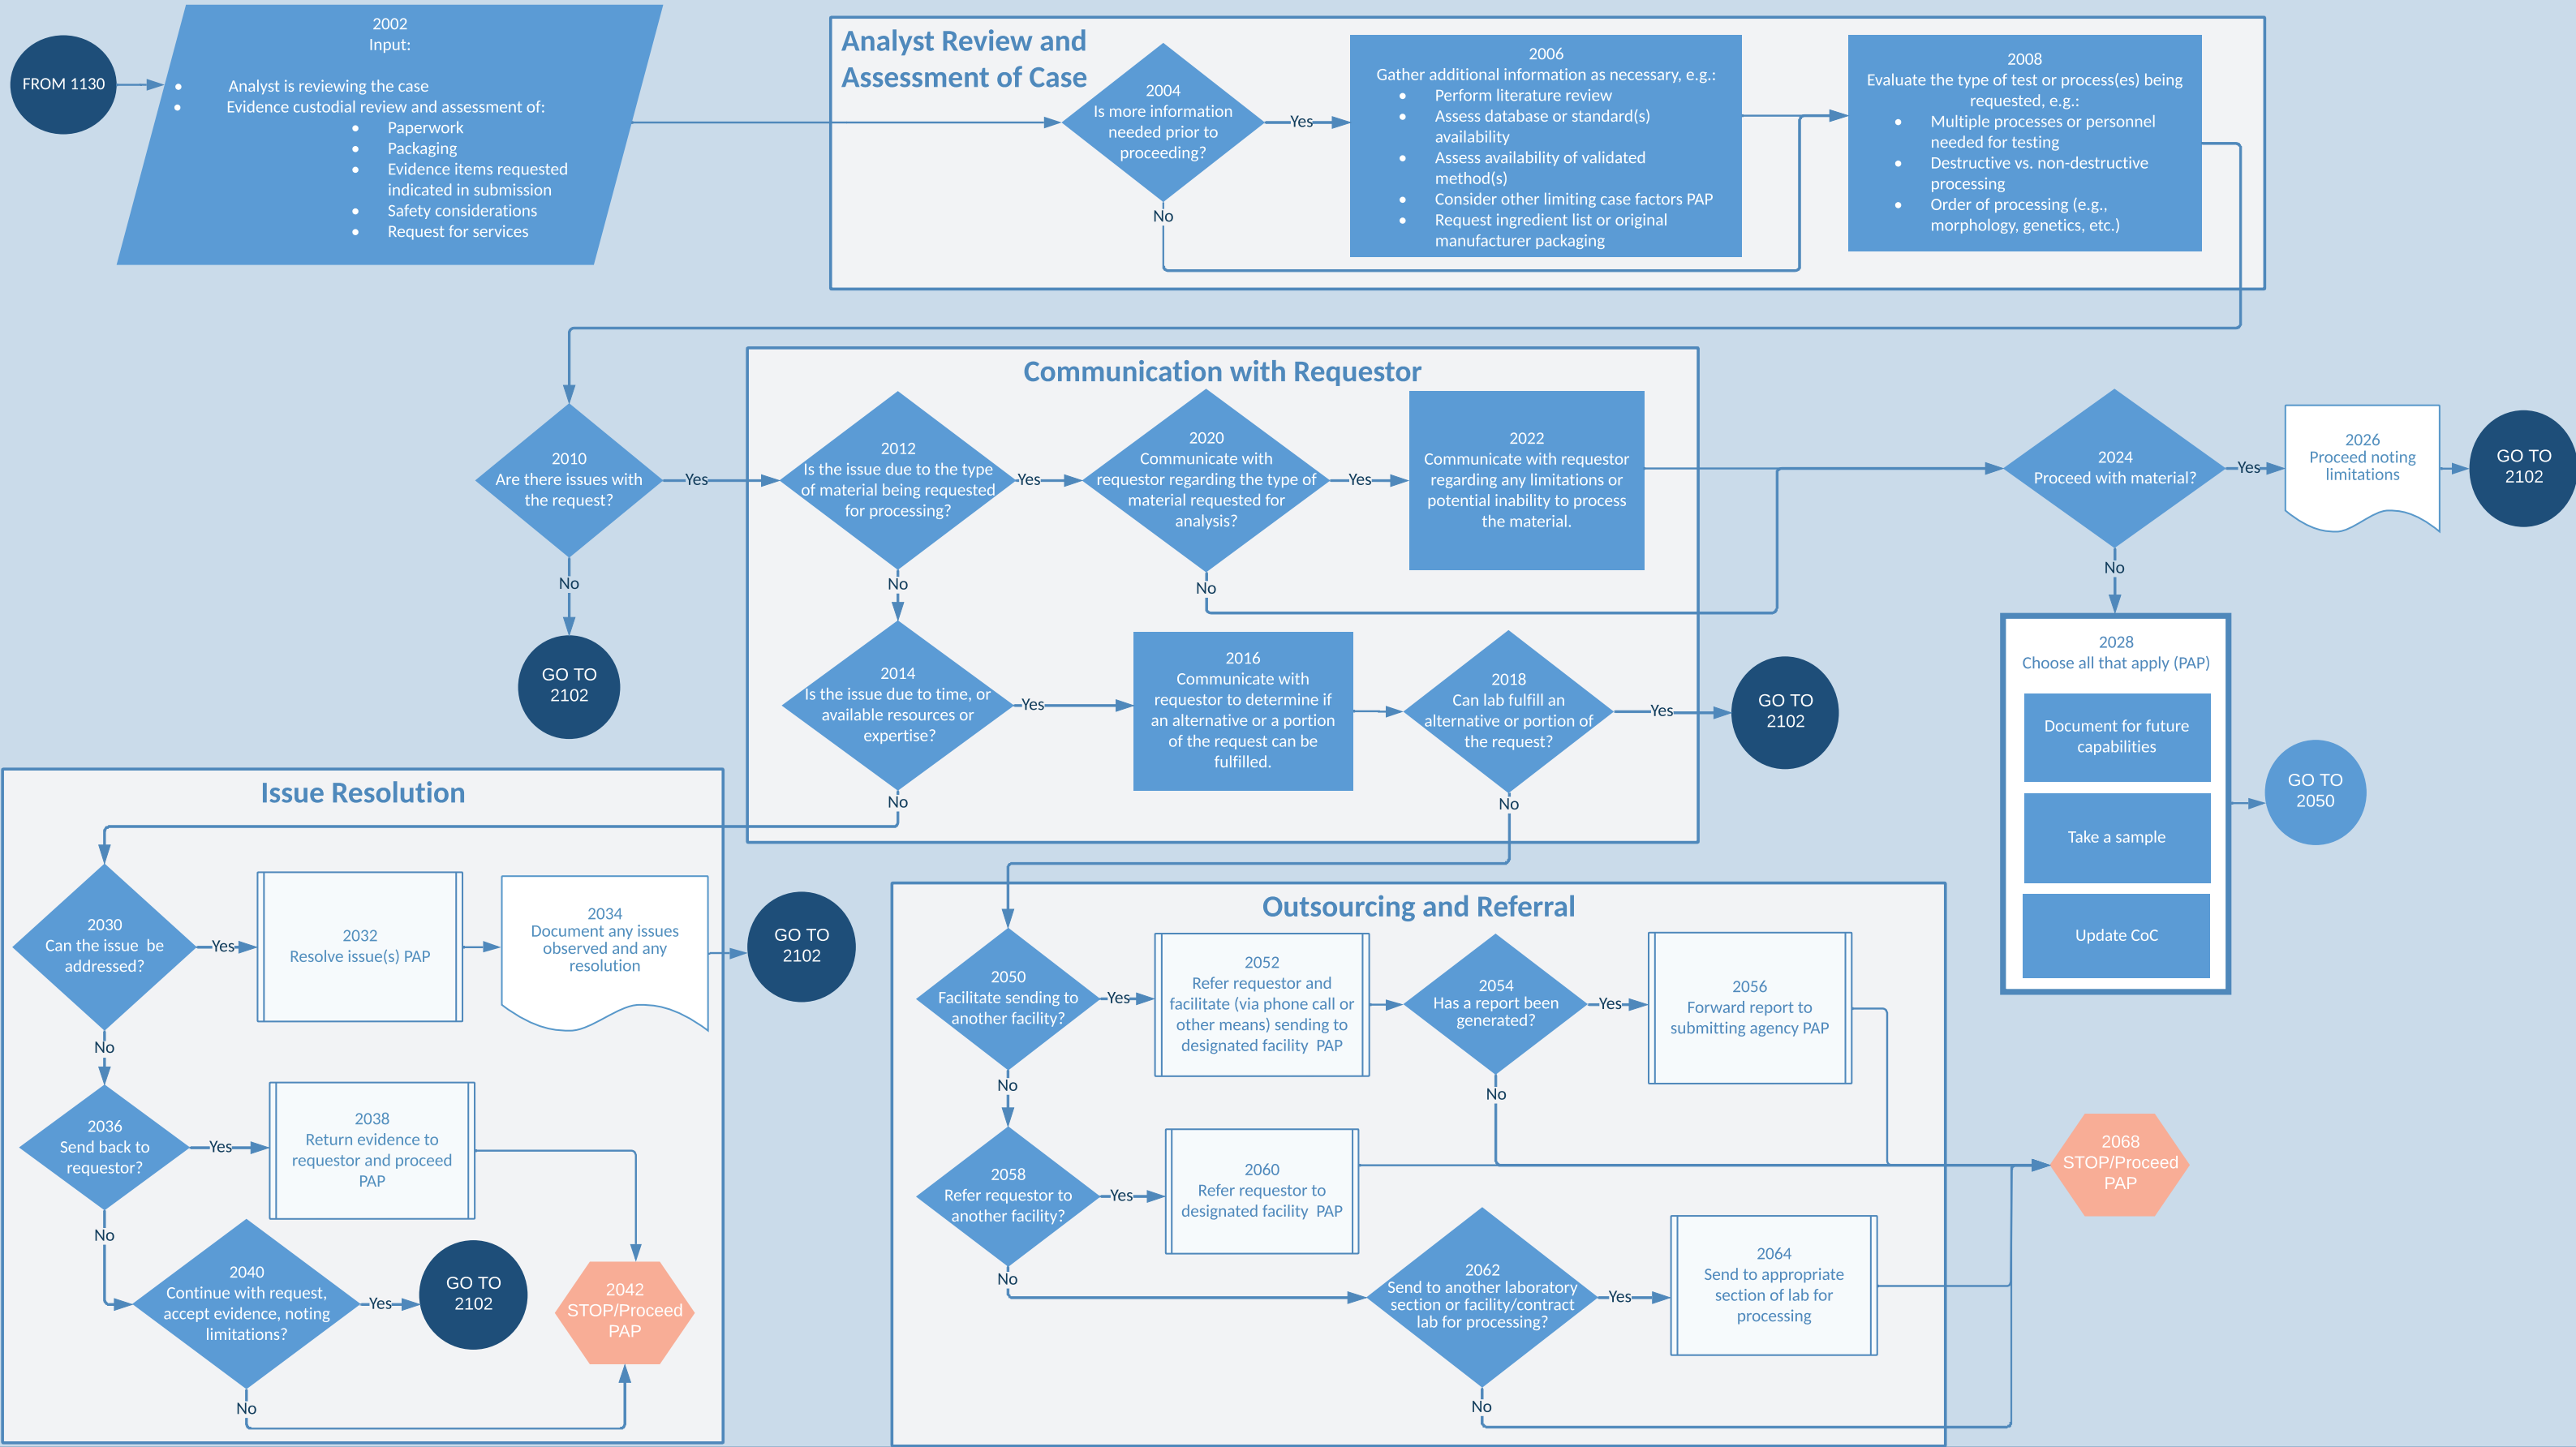 FROM 1130
2002
Input:
• Analyst is reviewing the case
• Evidence custodial review and assessment of:
• Paperwork
• Packaging
• Evidence items requested
indicated in submission
• Safety considerations
• Request for services
Analyst Review and
Assessment of Case
2004
Is more information
needed prior to
proceeding?
Yes
No
2006
Gather additional information as necessary, e.g.:
• Perform literature review
• Assess database or standard(s)
availability
• Assess availability of validated
method(s)
• Consider other limiting case factors PAP
• Request ingredient list or original
manufacturer packaging
2008
Evaluate the type of test or process(es) being
requested, e.g.:
• Multiple processes or personnel
needed for testing
• Destructive vs. non-destructive
processing
• Order of processing (e.g.,
morphology, genetics, etc.)
2010
Are there issues with
the request?
Yes
No
GO TO
2102
Communication with Requestor
2012
Is the issue due to the type
of material being requested
for processing?
Yes
No
2020
Communicate with
requestor regarding the type of
material requested for
analysis?
Yes
No
2022
Communicate with requestor
regarding any limitations or
potential inability to process
the material.
2024
Proceed with material?
Yes
No
2026
Proceed noting
limitations
GO TO
2102
2014
Is the issue due to time, or
available resources or
expertise?
Yes
No
2016
Communicate with
requestor to determine if
an alternative or a portion
of the request can be
fulfilled.
2018
Can lab fulfill an
alternative or portion of
the request?
Yes
No
GO TO
2102
2028
Choose all that apply (PAP)
Document for future
capabilities
Take a sample
Update CoC
GO TO
2050
Issue Resolution
2030
Can the issue  be
addressed?
Yes
No
2032
Resolve issue(s) PAP
2034
Document any issues
observed and any
resolution
GO TO
2102
2036
Send back to
requestor?
Yes
No
2038
Return evidence to
requestor and proceed
PAP
2040
Continue with request,
accept evidence, noting
limitations?
Yes
No
GO TO
2102
2042
STOP/Proceed
PAP
Outsourcing and Referral
2050
Facilitate sending to
another facility?
Yes
No
2052
Refer requestor and
facilitate (via phone call or
other means) sending to
designated facility  PAP
2054
Has a report been
generated?
Yes
No
2056
Forward report to
submitting agency PAP
2058
Refer requestor to
another facility?
Yes
No
2060
Refer requestor to
designated facility  PAP
2062
Send to another laboratory
section or facility/contract
lab for processing?
Yes
No
2064
Send to appropriate
section of lab for
processing
2068
STOP/Proceed
PAP